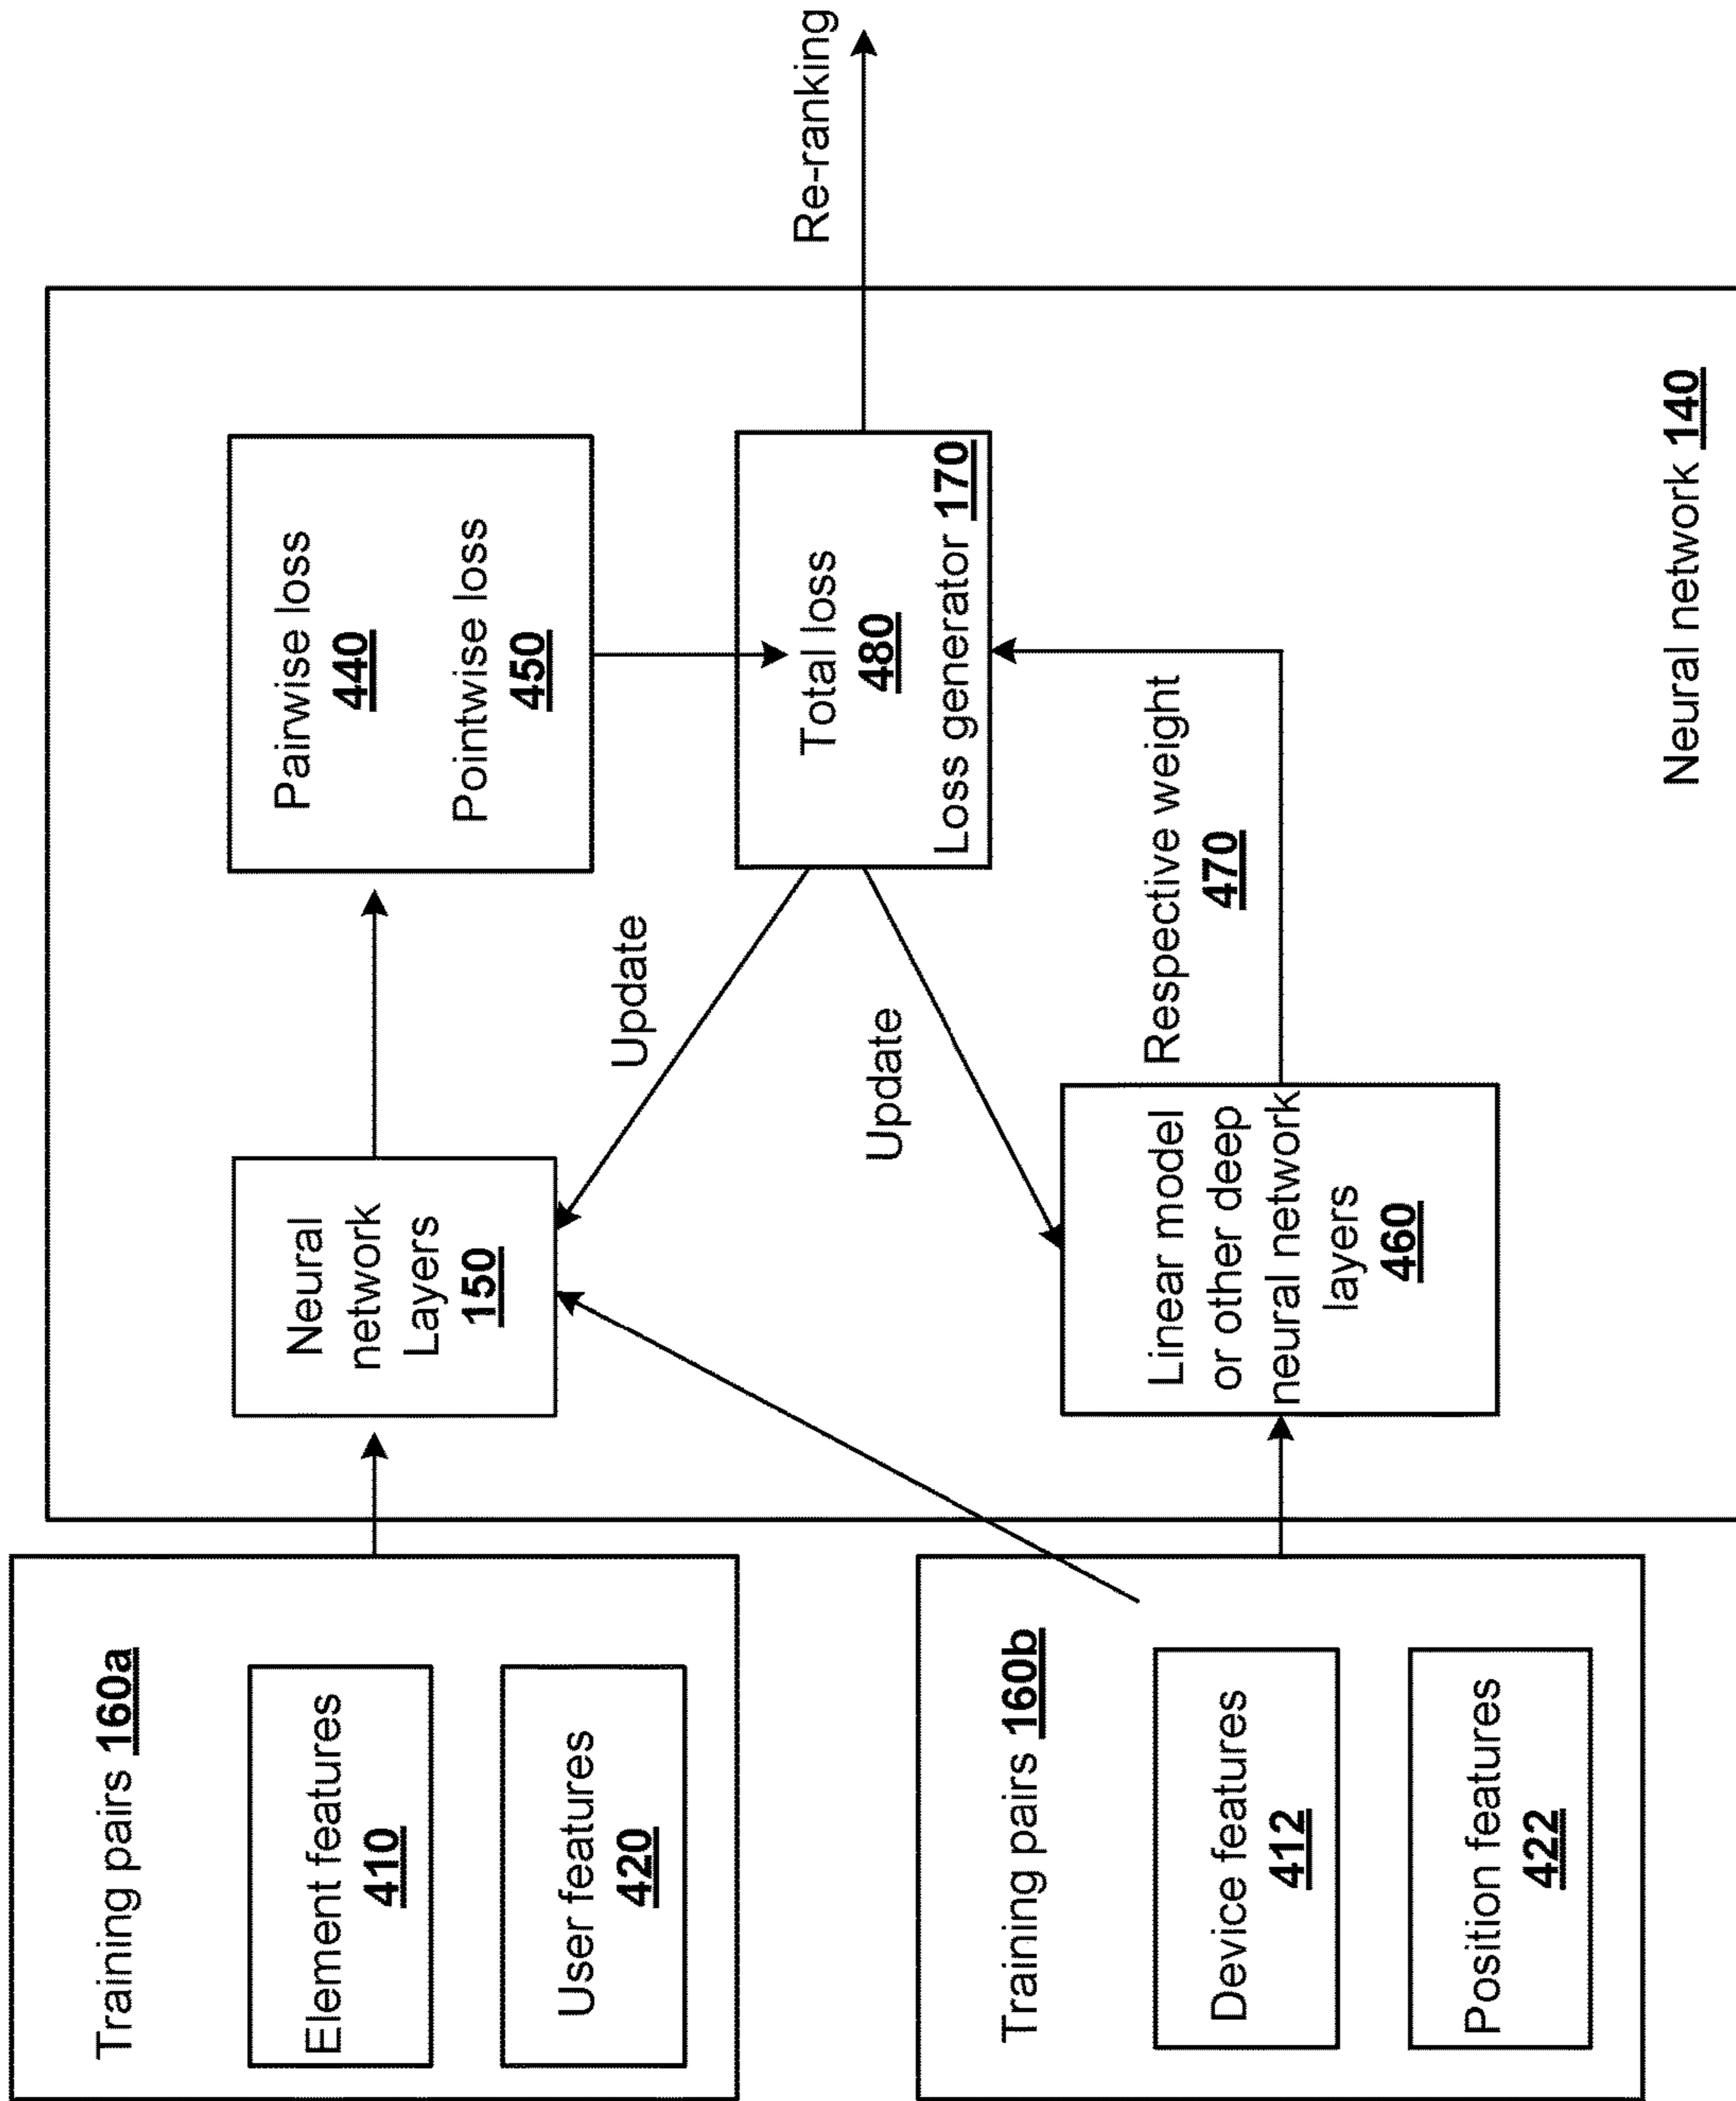 Training pairs 160a
Element features
410
User features
420
Training pairs 160b
Device features
412
Position features
422
Neural
network
Layers
150
Pairwise loss
440
Pointwise loss
450
Update
Update
Total loss
480
Loss generator 170
Linear model
or other deep
neural network
layers
460
Respective weight
470
Neural network 140
Re-ranking